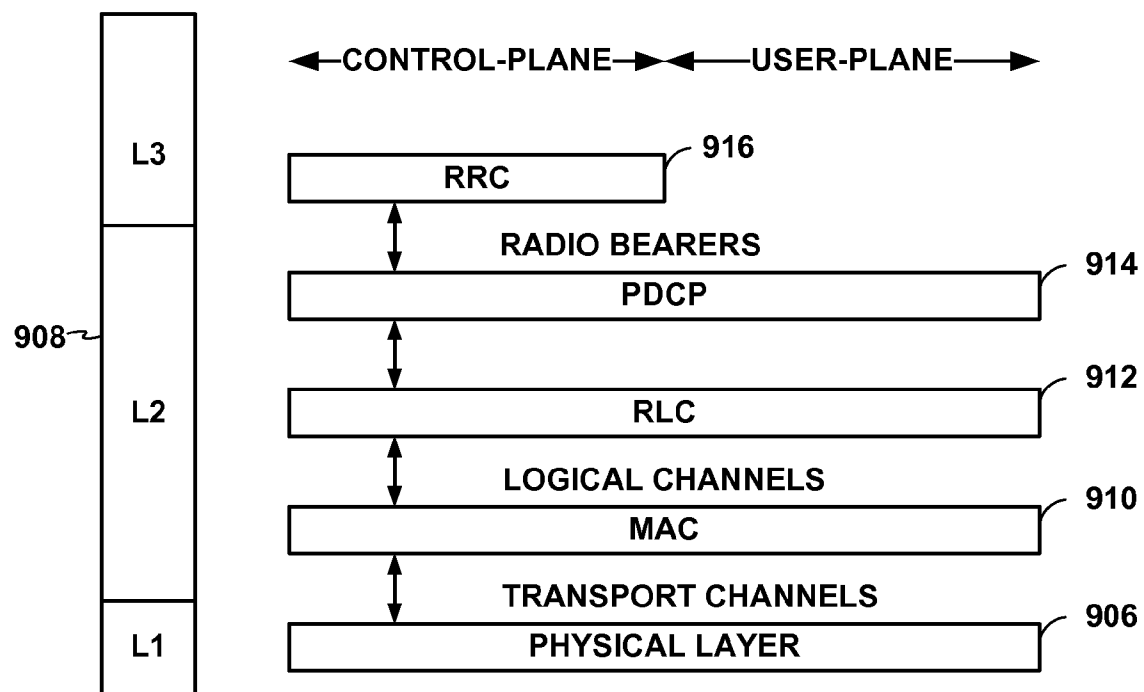 CONTROL-PLANE USER-PLANE
L3
RRC
916
RADIO BEARERS
914
PDCP
908
912
L2
RLC
LOGICAL CHANNELS
910
MAC
TRANSPORT CHANNELS
906
L1
PHYSICAL LAYER